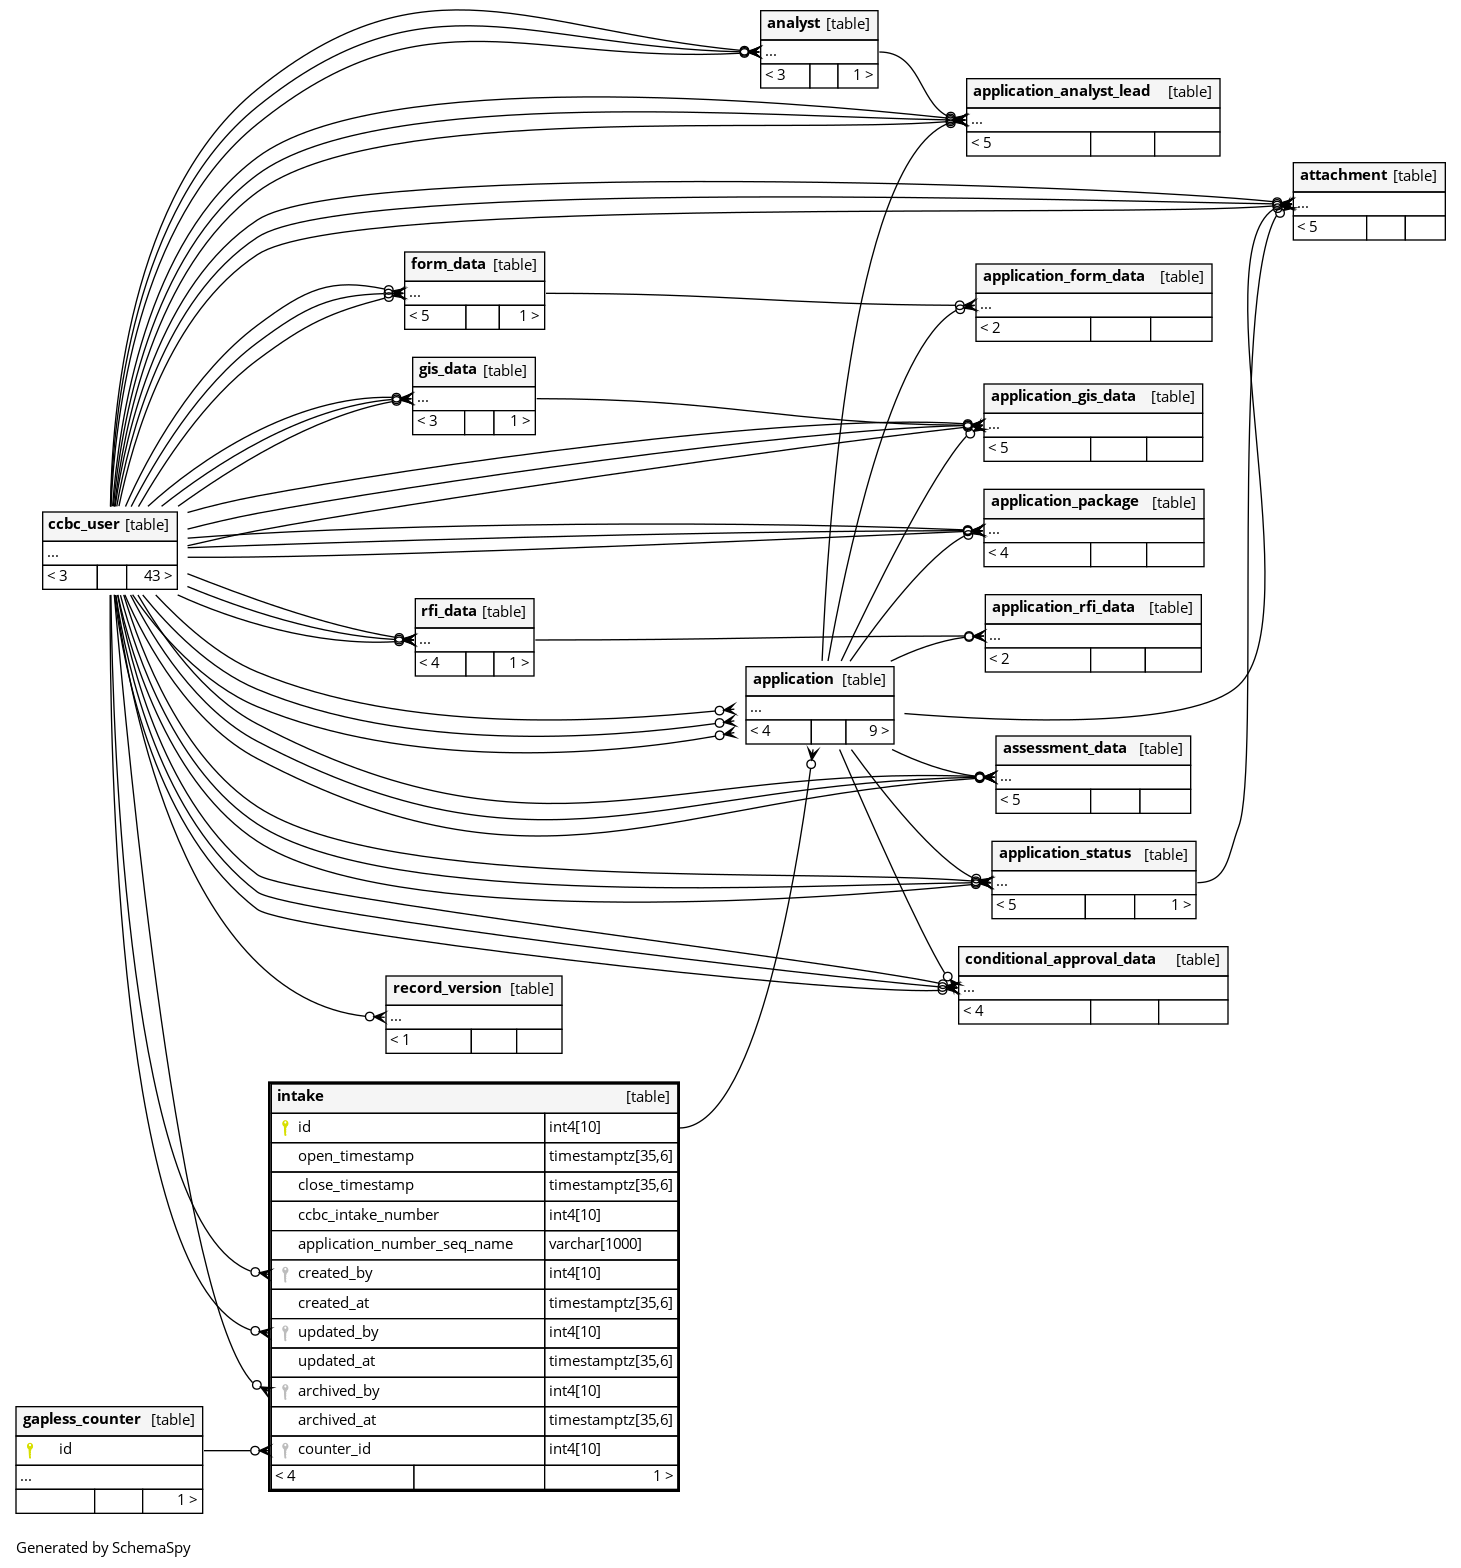 analyst [table]
...
< 3 1 >
application_analyst_lead [table]
...
< 5
attachment [table]
...
< 5
form_data [table]
...
< 5 1 >
application_form_data [table]
...
< 2
gis_data [table]
...
< 3 1 >
application_gis_data [table]
...
< 5
application_package [table]
...
< 4
ccbc_user [table]
...
< 3 43 >
rfi_data [table]
...
< 4 1 >
application_rfi_data [table]
...
< 2
application [table]
...
< 4 9 >
assessment_data [table]
...
< 5
application_status [table]
...
< 5 1 >
conditional_approval_data [table]
...
< 4
record_version [table]
...
< 1
intake [table]
id int4[10]
open_timestamp timestamptz[35,6]
close_timestamp timestamptz[35,6]
ccbc_intake_number int4[10]
application_number_seq_name varchar[1000]
created_by int4[10]
created_at timestamptz[35,6]
updated_by int4[10]
updated_at timestamptz[35,6]
archived_by int4[10]
archived_at timestamptz[35,6]
counter_id int4[10]
< 4 1 >
gapless_counter [table]
id
...
1 >
Generated by SchemaSpy